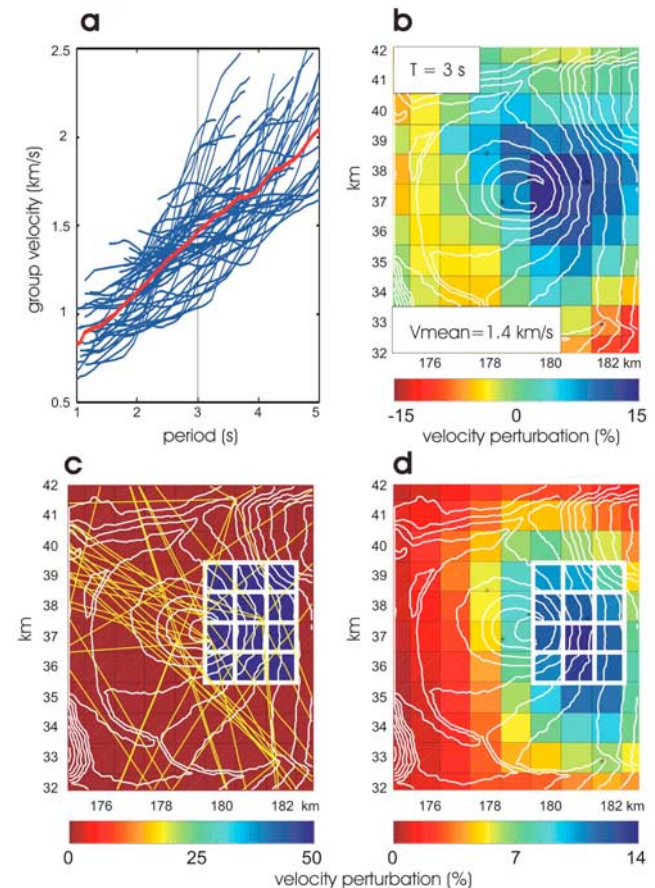 a
group velocity (km/s)
2.5
2
1.5
1
0.5
1 2 3 4 5
period (s)
b
T = 3 s
km
42
41
40
39
38
37
36
35
34
33
32
Vmean=1.4 km/s
176 178 180 182 km
-15 0 15
velocity perturbation (%)
c
km
42
41
40
39
38
37
36
35
34
33
32
176 178 180 182 km
0 25 50
d
km
42
41
40
39
38
37
36
35
34
33
32
176 178 180 182 km
0 7 14
velocity perturbation (%)